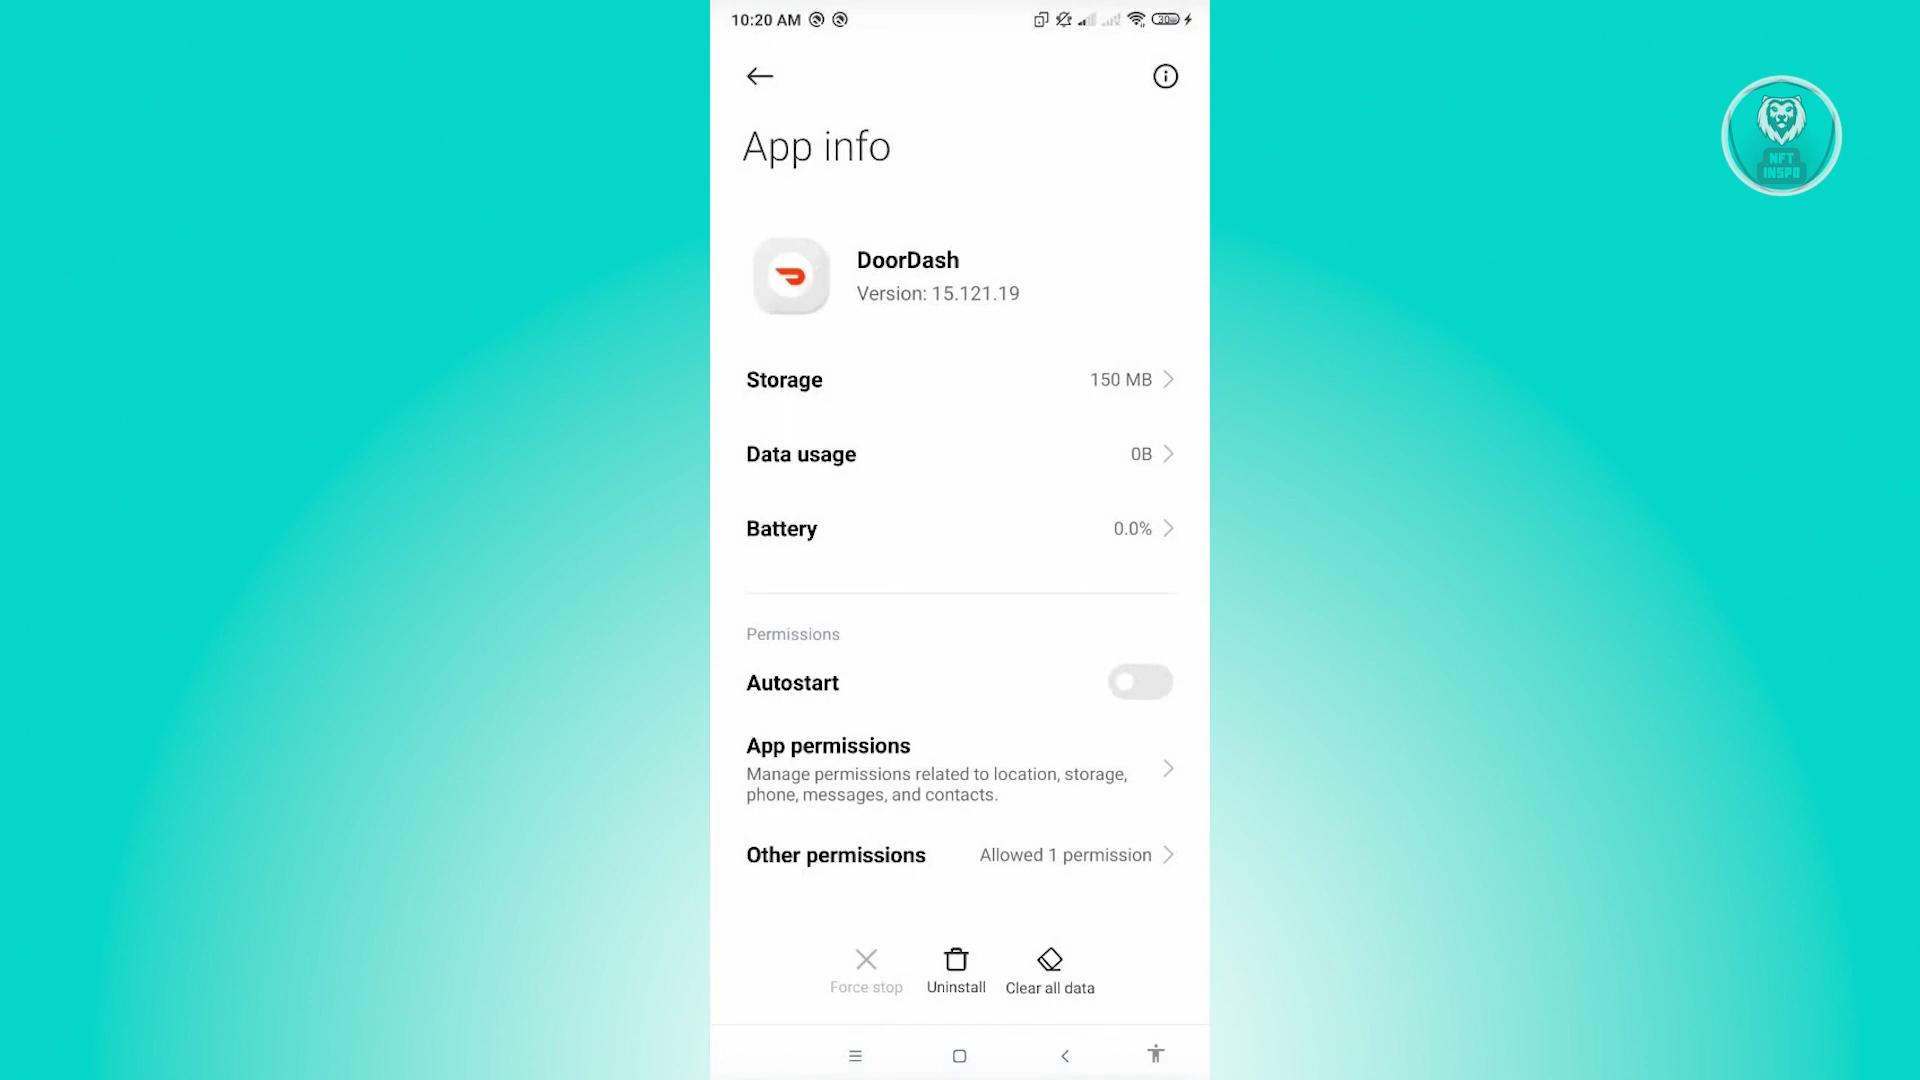 10:20 AM
30
App info
NFT
INSPO
DoorDash
Version: 15.121.19
Storage 150 MB
Data usage 0B
Battery 0.0%
Permissions
Autostart
App permissions
Manage permissions related to location, storage,
phone, messages, and contacts.
Other permissions Allowed 1 permission
Force stop Uninstall Clear all data